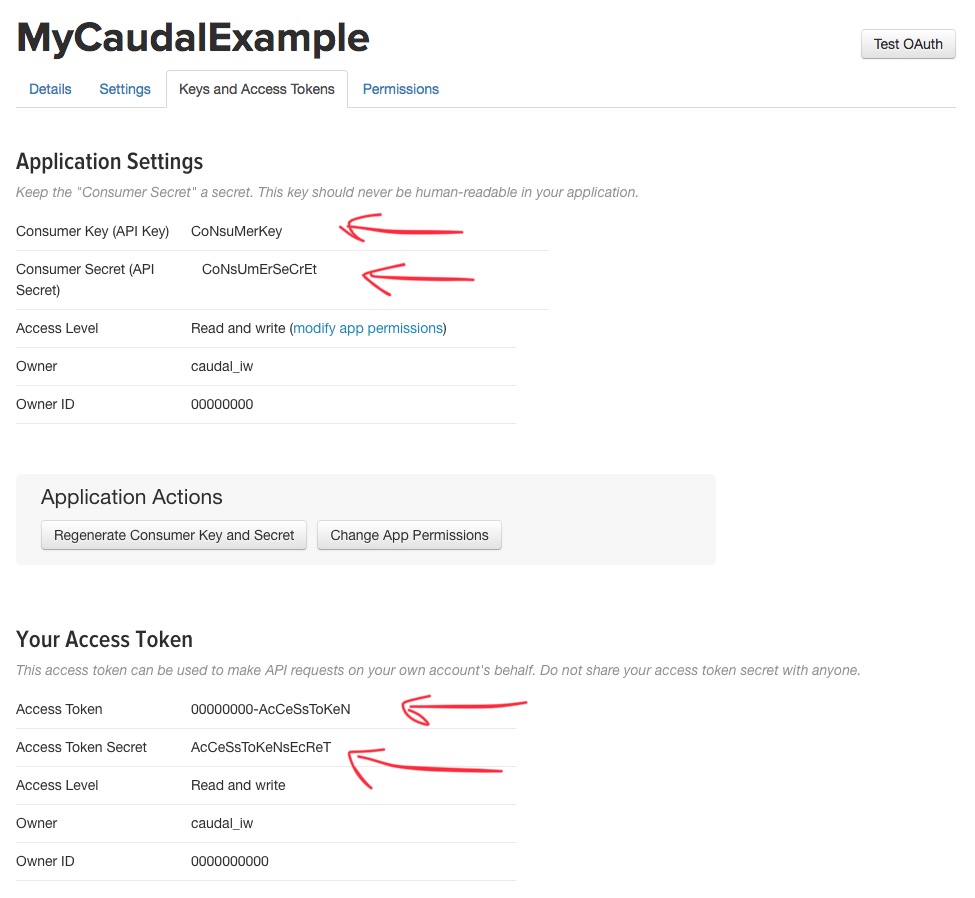 MyCaudalExample
Test OAuth
Details Settings Keys and Access Tokens Permissions
Application Settings
Keep the "Consumer Secret" a secret. This key should never be human-readable in your application.
Consumer Key (API Key) CoNsuMerKey
Consumer Secret (API CoNsUmErSeCrEt
Secret)
Access Level Read and write (modify app permissions)
Owner caudal_iw
Owner ID 00000000
Application Actions
Regenerate Consumer Key and Secret Change App Permissions
Your Access Token
This access token can be used to make API requests on your own account's behalf. Do not share your access token secret with anyone.
Access Token 00000000-AcCeSsToKeN
Access Token Secret AcCeSsToKeNsEcReT
Access Level Read and write
Owner caudal_iw
Owner ID 0000000000